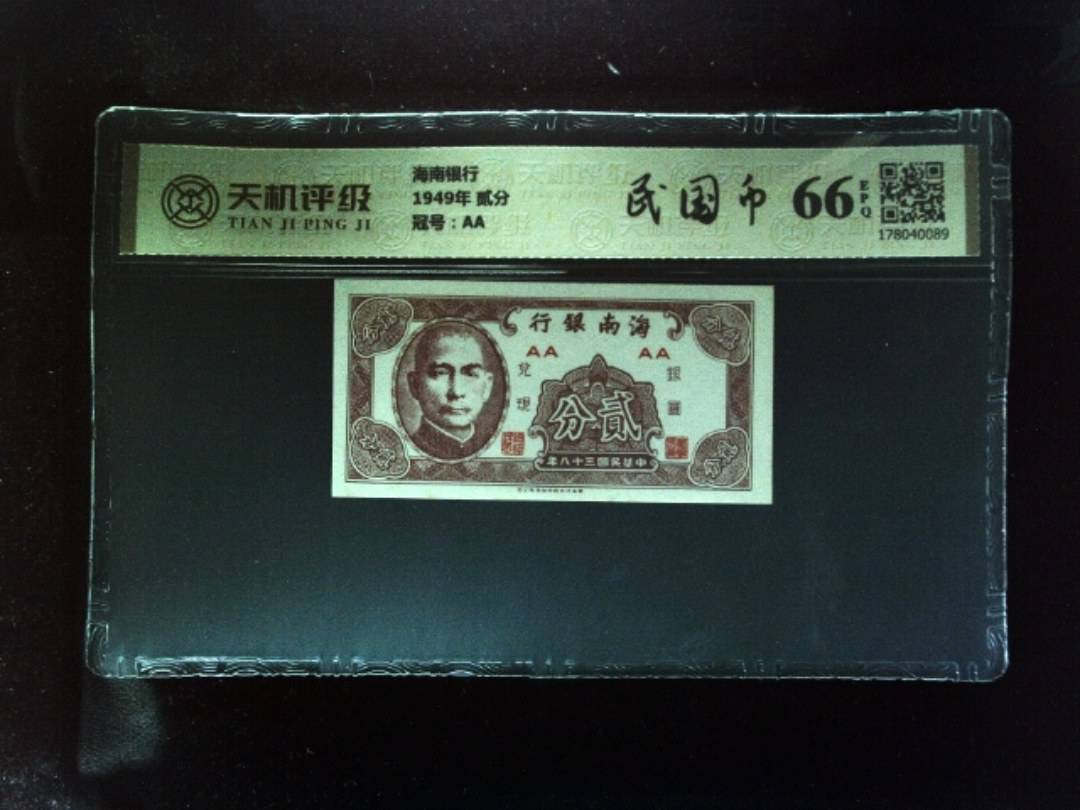 天机评级
TIAN JI PING JI
海南银行
1949年 貳分
冠号：AA
民国币
66
EPQ
178040089
行銀南海
AA AA
兌現
銀圓
分貳
年八十三國民華中